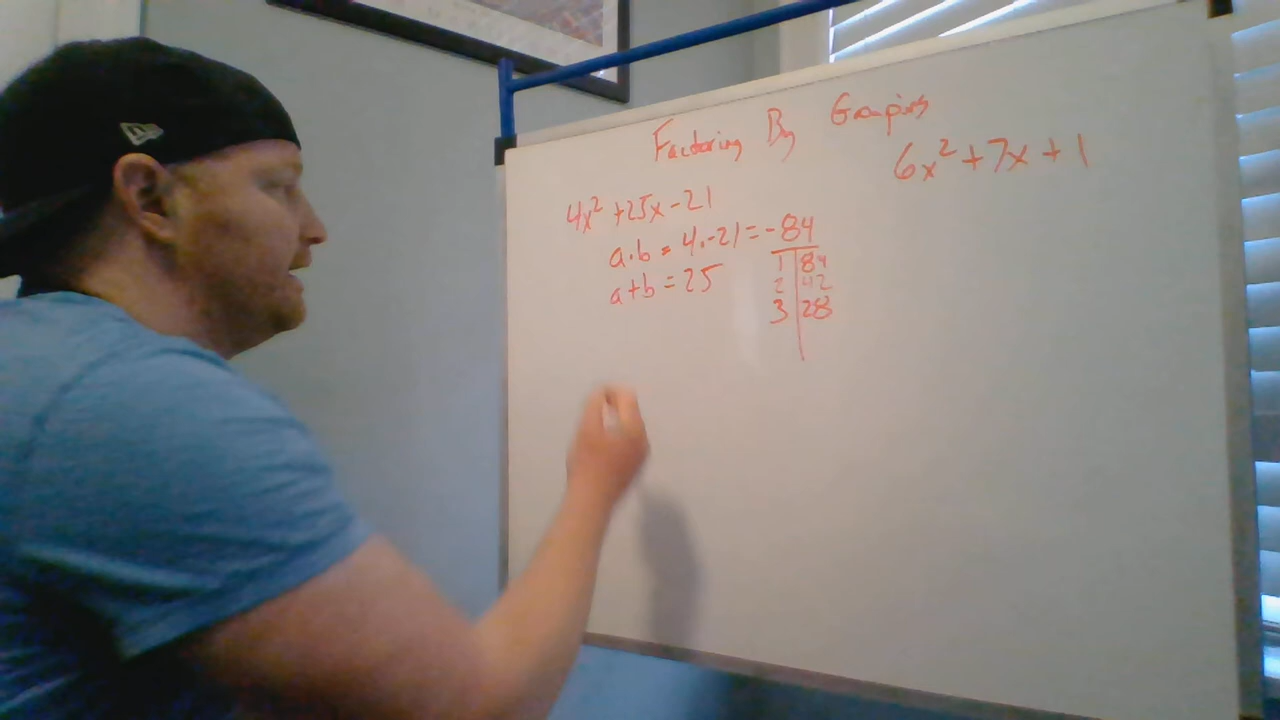 Factoring By Grouping
6x² + 7x + 1
4x² + 25x - 21
a·b = 4·-21 = -84
a+b = 25
1 | 84
2 | 42
3 | 28